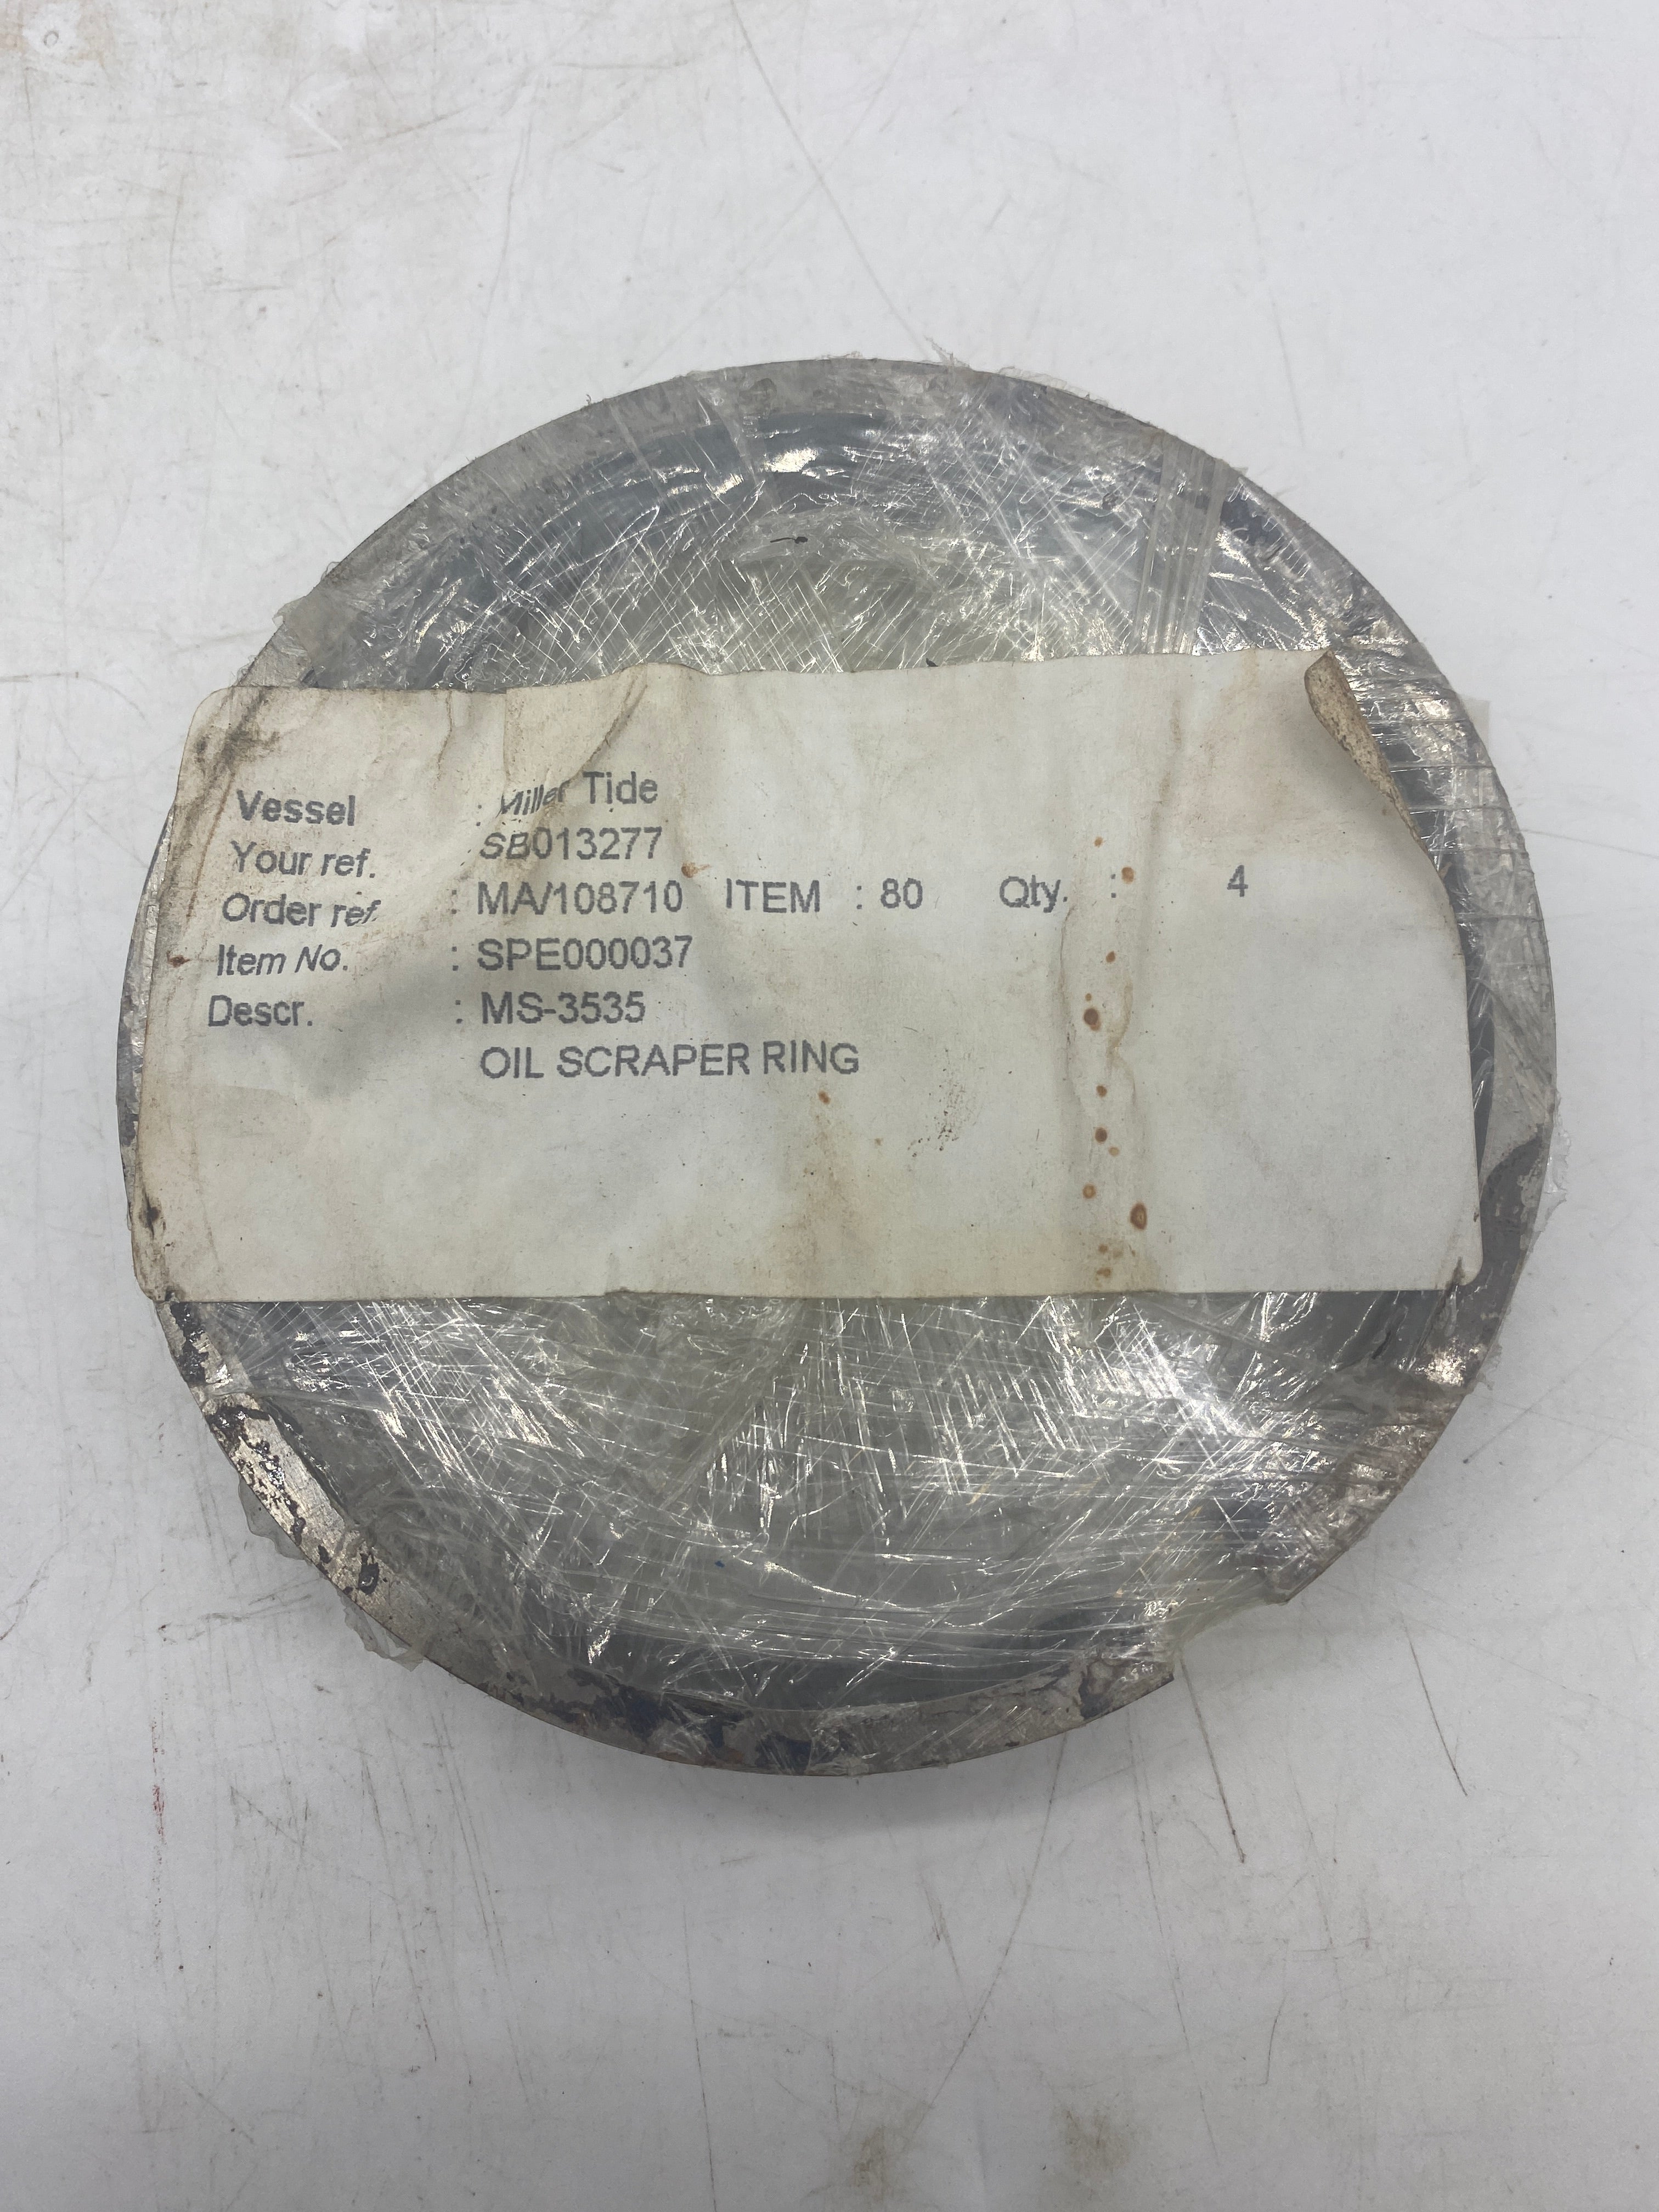 Vessel : Miller Tide
Your ref. : SB013277
Order ref. : MA/108710 ITEM : 80 Qty. : 4
Item No. : SPE000037
Descr. : MS-3535
OIL SCRAPER RING